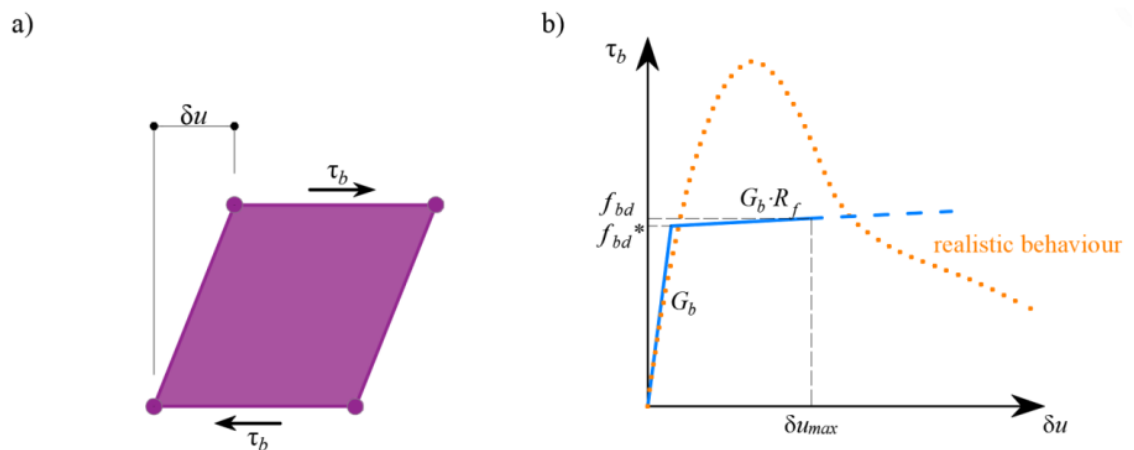 a)
δu
τb
τb
b)
τb
fbd
fbd*
Gb·Rf
realistic behaviour
Gb
δumax
δu